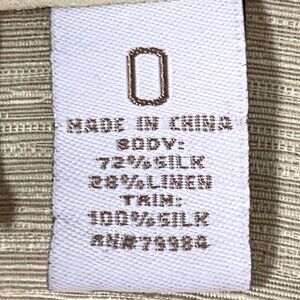 0
MADE IN CHINA
BODY:
72%SILK
28%LINEN
TRIM:
100%SILK
RN#79984